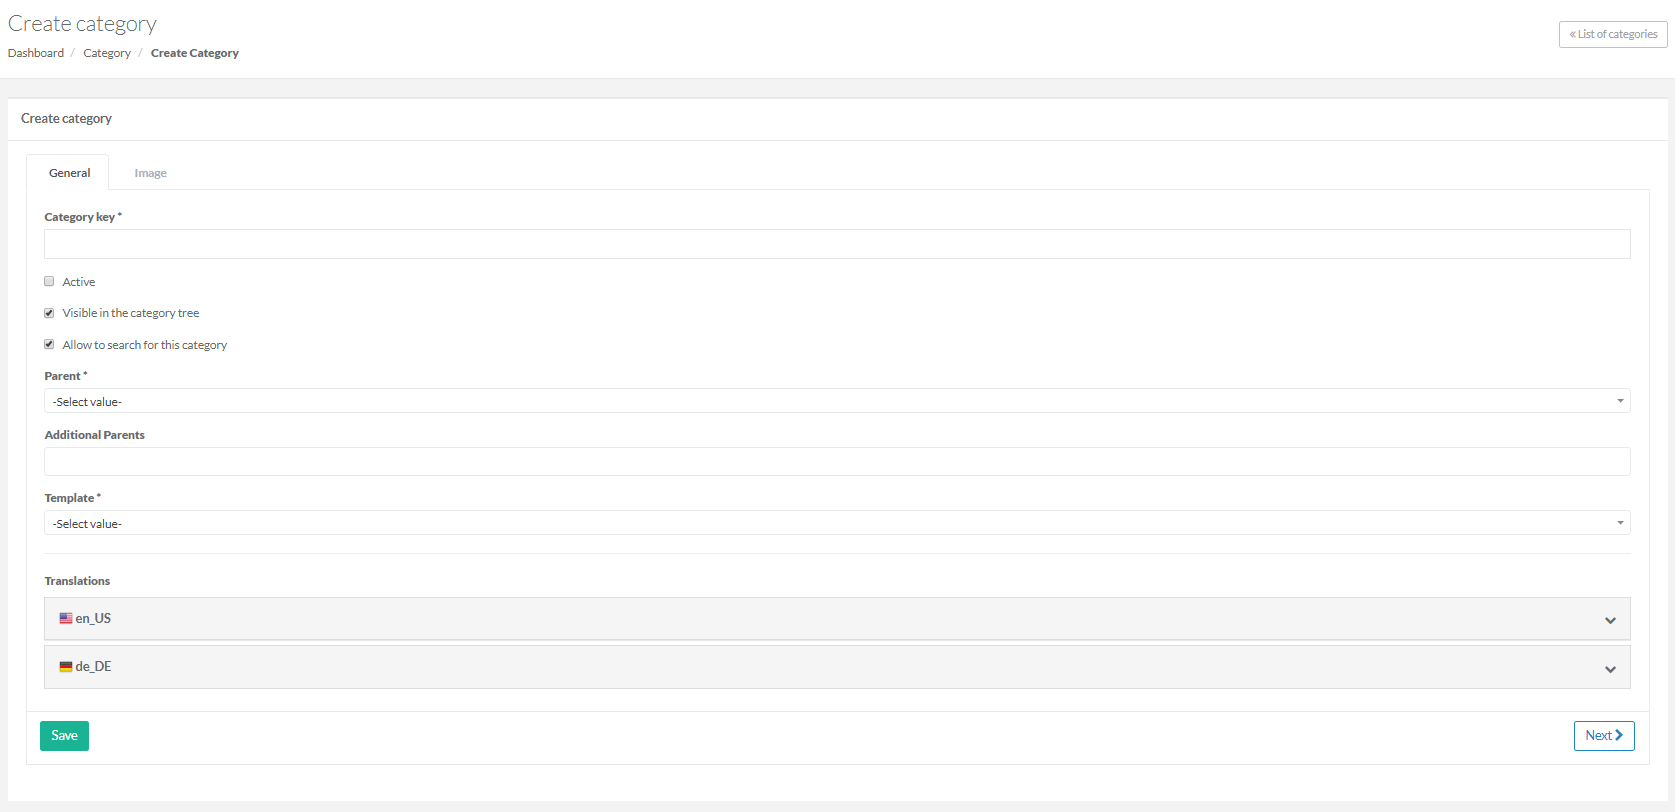 Create category
Dashboard / Category / Create Category
« List of categories
Create category
General Image
Category key *
Active
Visible in the category tree
Allow to search for this category
Parent *
-Select value-
Additional Parents
Template *
-Select value-
Translations
en_US
de_DE
Save
Next